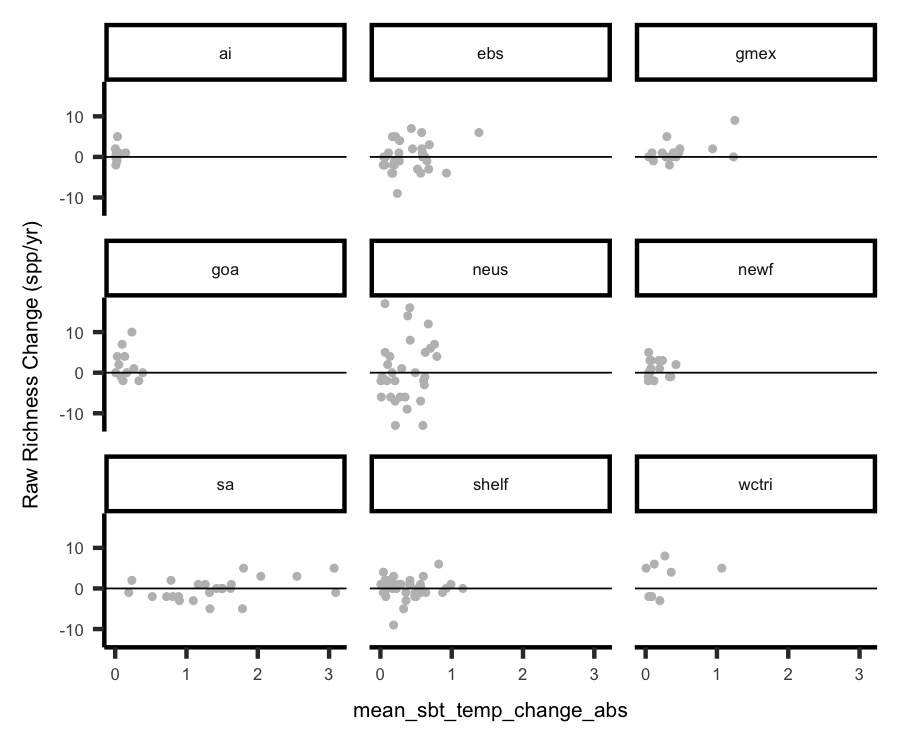 ai ebs gmex
10
0
-10
goa neus newf
10
0
-10
sa shelf wctri
10
0
-10
0 1 2 3 0 1 2 3 0 1 2 3
mean_sbt_temp_change_abs
Raw Richness Change (spp/yr)